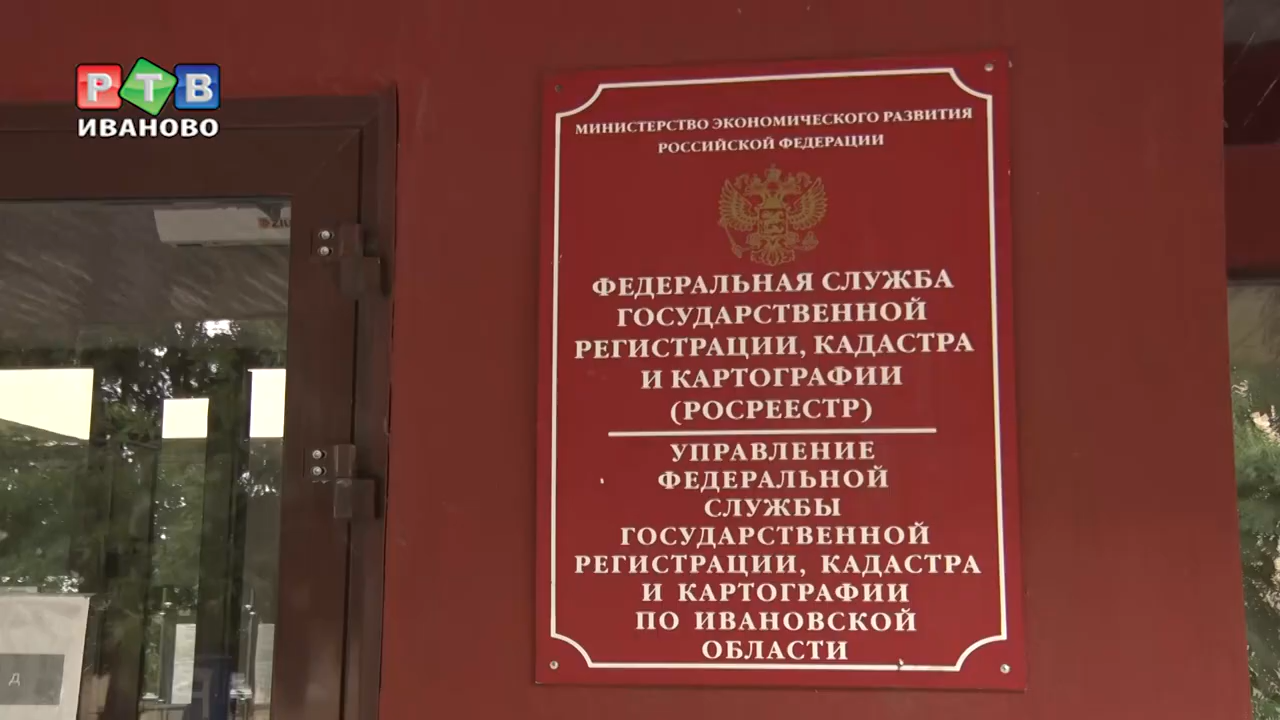 РТВ
ИВАНОВО
МИНИСТЕРСТВО ЭКОНОМИЧЕСКОГО РАЗВИТИЯ
РОССИЙСКОЙ ФЕДЕРАЦИИ
ФЕДЕРАЛЬНАЯ СЛУЖБА
ГОСУДАРСТВЕННОЙ
РЕГИСТРАЦИИ, КАДАСТРА
И КАРТОГРАФИИ
(РОСРЕЕСТР)
УПРАВЛЕНИЕ
ФЕДЕРАЛЬНОЙ
СЛУЖБЫ
ГОСУДАРСТВЕННОЙ
РЕГИСТРАЦИИ, КАДАСТРА
И КАРТОГРАФИИ
ПО ИВАНОВСКОЙ
ОБЛАСТИ